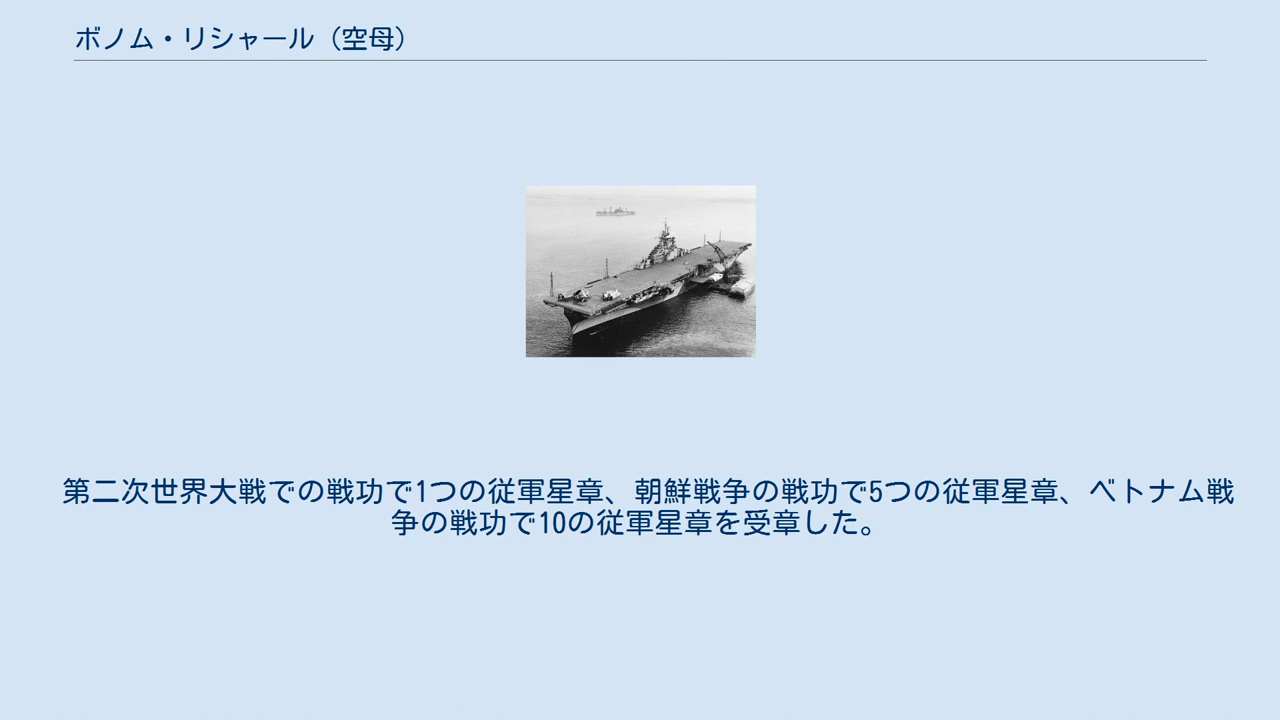 ボノム・リシャール（空母）
第二次世界大戦での戦功で1つの従軍星章、朝鮮戦争の戦功で5つの従軍星章、ベトナム戦
争の戦功で10の従軍星章を受章した。